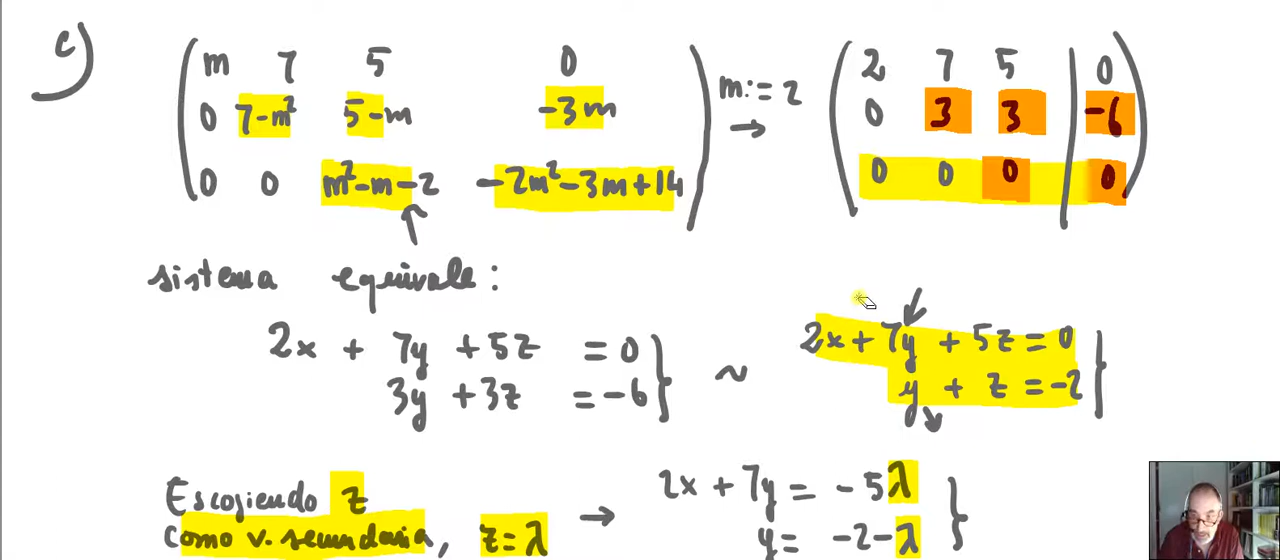 c)
m 7 5 0
0 7-m² 5-m -3m
0 0 m²-m-2 -2m²-3m+14
m:=2
→
2 7 5 | 0
0 3 3 | -6
0 0 0 | 0
sistema equivale:
2x + 7y + 5z = 0
3y + 3z = -6
~
2x + 7y + 5z = 0
y + z = -2
Escojiendo z
como v. secundaria, z = λ →
2x + 7y = -5λ
y = -2-λ